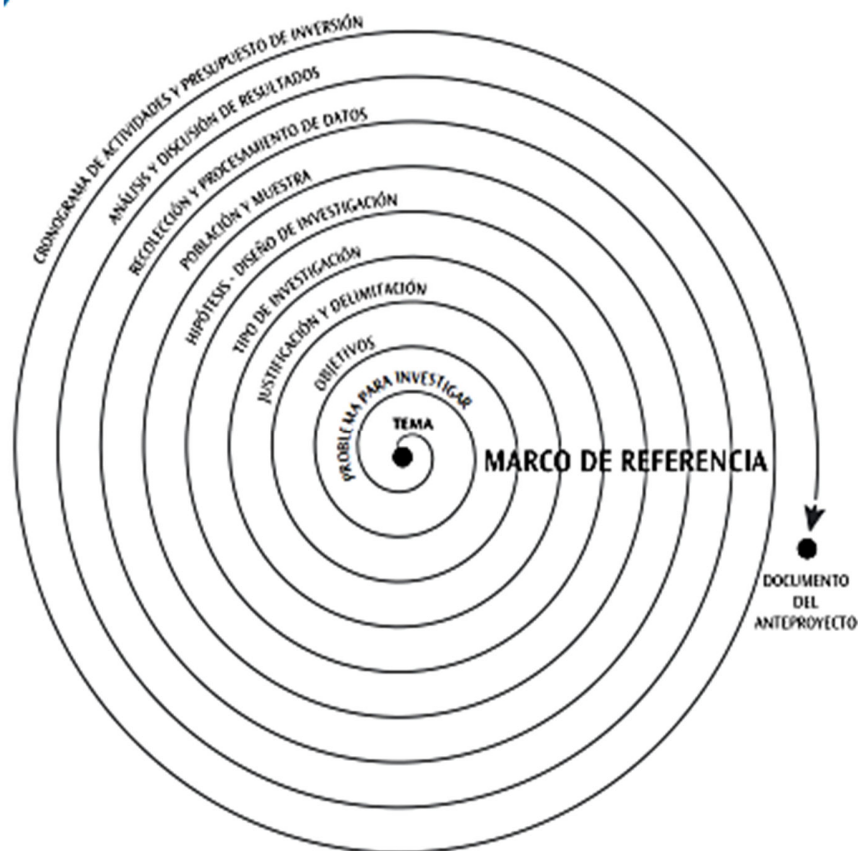 CRONOGRAMA DE ACTIVIDADES Y PRESUPUESTO DE INVERSIÓN
ANÁLISIS Y DISCUSIÓN DE RESULTADOS
RECOLECCIÓN Y PROCESAMIENTO DE DATOS
POBLACIÓN Y MUESTRA
HIPÓTESIS - DISEÑO DE INVESTIGACIÓN
TIPO DE INVESTIGACIÓN
JUSTIFICACIÓN Y DELIMITACIÓN
OBJETIVOS
PROBLEMA PARA INVESTIGAR
TEMA
MARCO DE REFERENCIA
DOCUMENTO
DEL
ANTEPROYECTO